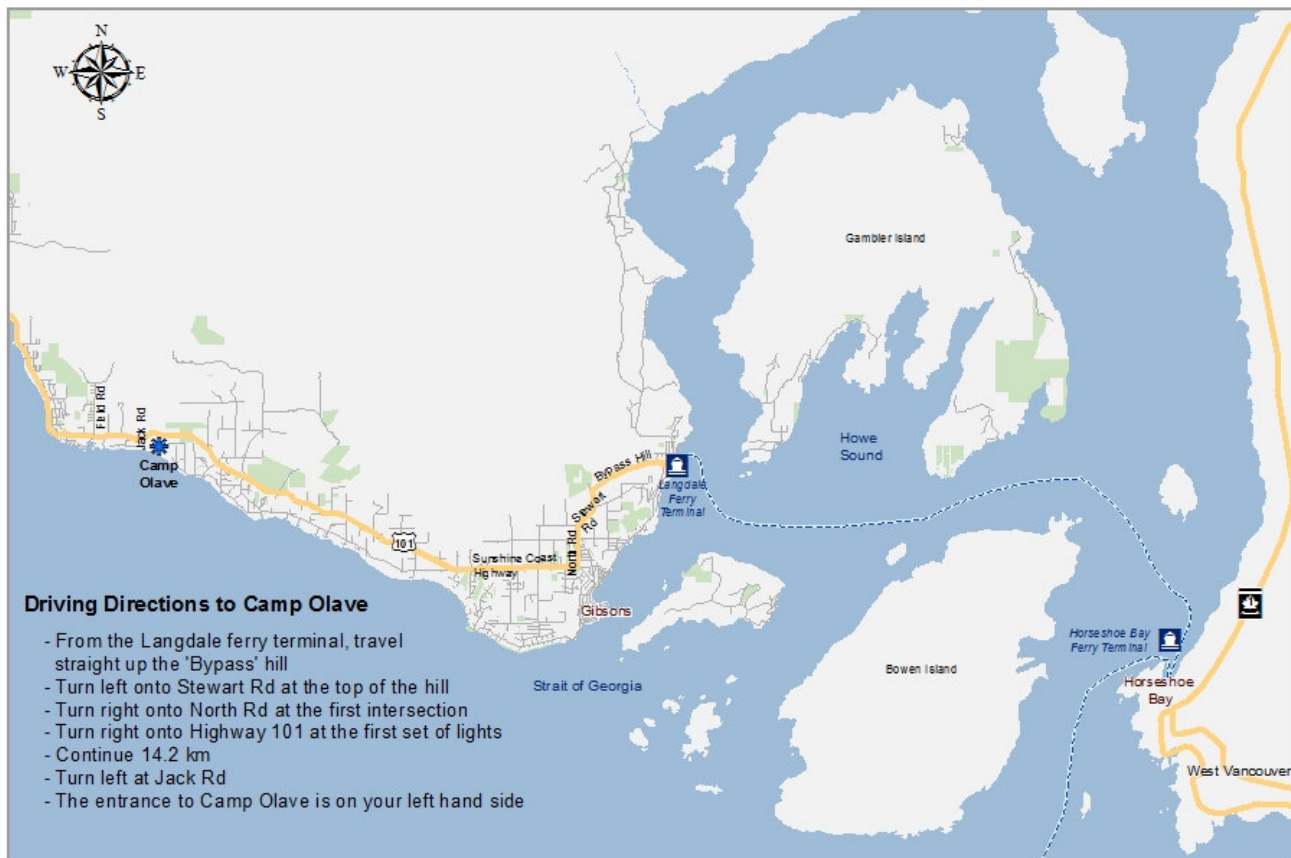 N
W E
S
Gambler Island
Field Rd
Jack Rd
Camp
Olave
Howe
Sound
Bypass Hill
Langdale
Ferry
Terminal
Stewart
Rd
North Rd
101
Sunshine Coast
Highway
Gibsons
Driving Directions to Camp Olave
- From the Langdale ferry terminal, travel
straight up the 'Bypass' hill
- Turn left onto Stewart Rd at the top of the hill
- Turn right onto North Rd at the first intersection
- Turn right onto Highway 101 at the first set of lights
- Continue 14.2 km
- Turn left at Jack Rd
- The entrance to Camp Olave is on your left hand side
Strait of Georgia
Bowen Island
Horseshoe Bay
Ferry Terminal
Horseshoe
Bay
West Vancouver